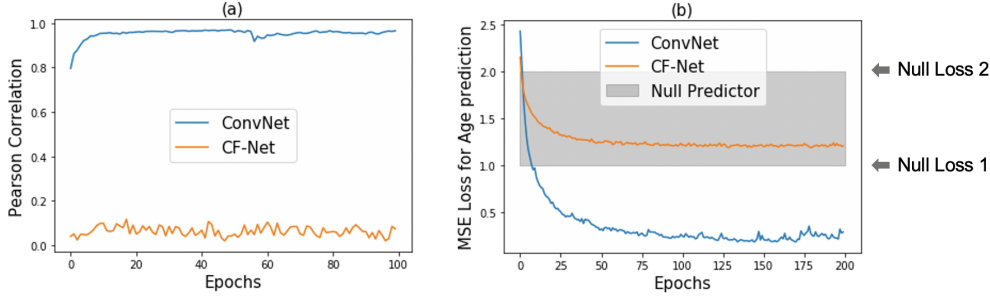 (a)
Pearson Correlation
1.0
0.8
0.6
0.4
0.2
0.0
ConvNet
CF-Net
0 20 40 60 80 100
Epochs
(b)
MSE Loss for Age prediction
2.5
2.0
1.5
1.0
0.5
ConvNet
CF-Net
Null Predictor
0 25 50 75 100 125 150 175 200
Epochs
Null Loss 2
Null Loss 1